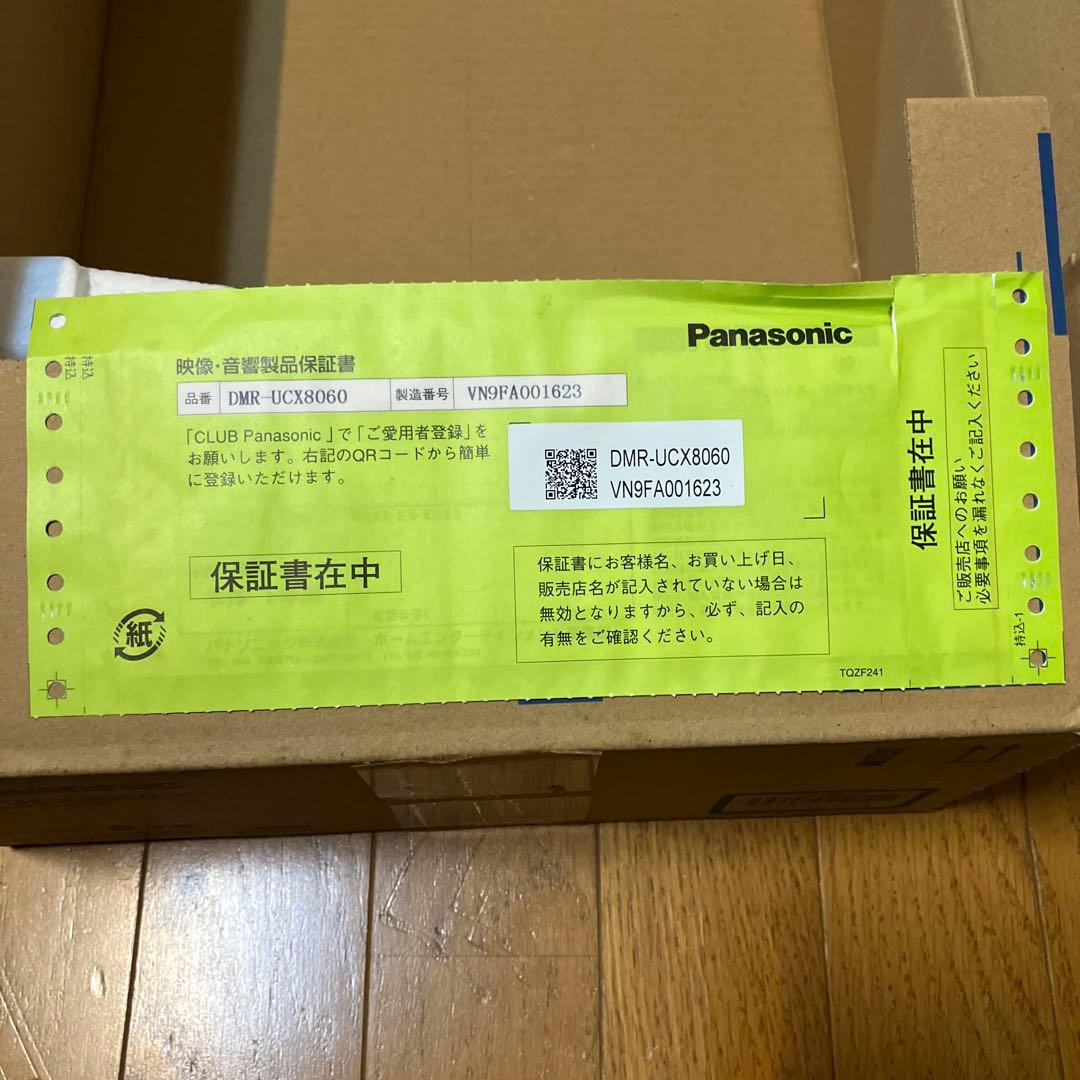 Panasonic
映像・音響製品保証書
品番 DMR-UCX8060 製造番号 VN9FA001623
「CLUB Panasonic」で「ご愛用者登録」を
お願いします。右記のQRコードから簡単
に登録いただけます。
DMR-UCX8060
VN9FA001623
保証書在中
保証書にお客様名、お買い上げ日、
販売店名が記入されていない場合は
無効となりますから、必ず、記入の
有無をご確認ください。
紙
TQZF241
保証書在中
ご販売店へのお願い
必要事項を漏れなくご記入ください
持込-1
持込
持込